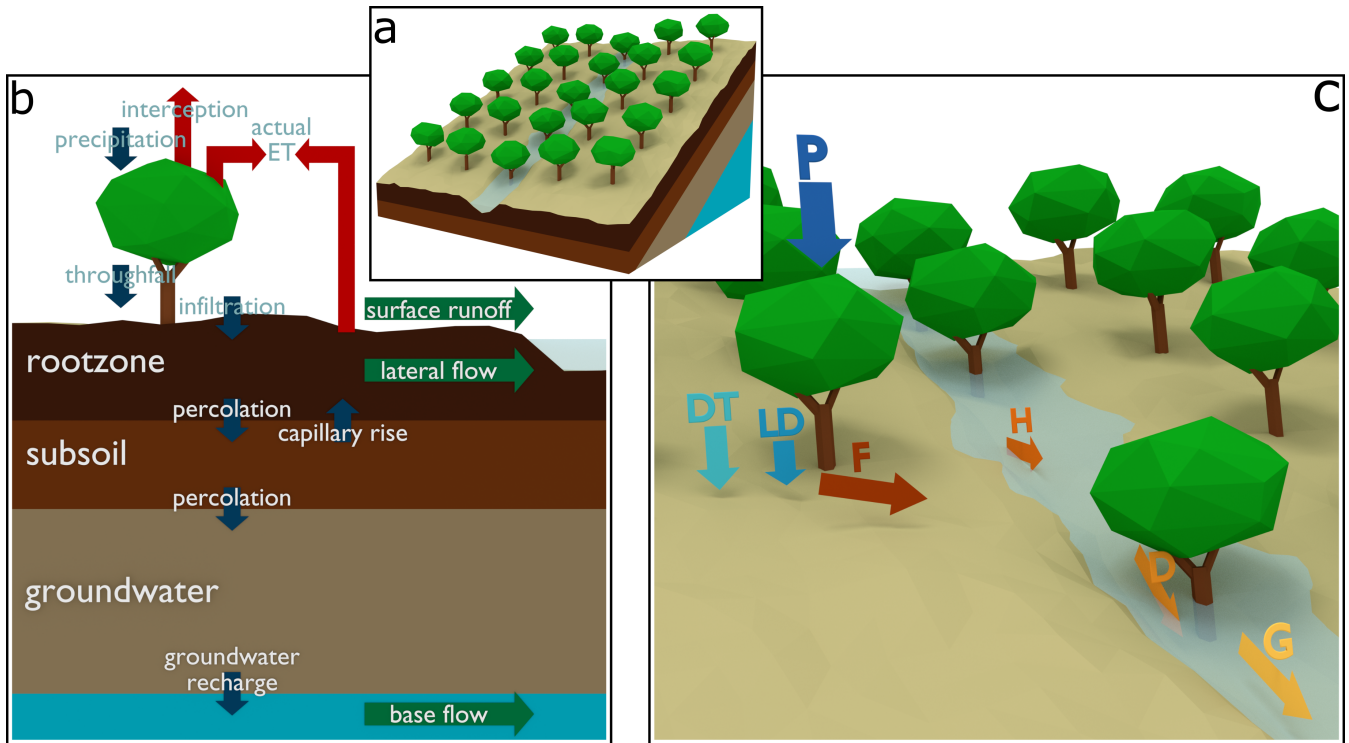 a
b
interception
precipitation
actual
ET
throughfall
infiltration
surface runoff
rootzone
lateral flow
percolation
capillary rise
subsoil
percolation
groundwater
groundwater
recharge
base flow
c
P
DT
LD
F
H
D
G